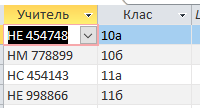 Учитель Клас
НЕ 454748 10а
НМ 778899 10б
НС 454143 11а
НЕ 998866 11б